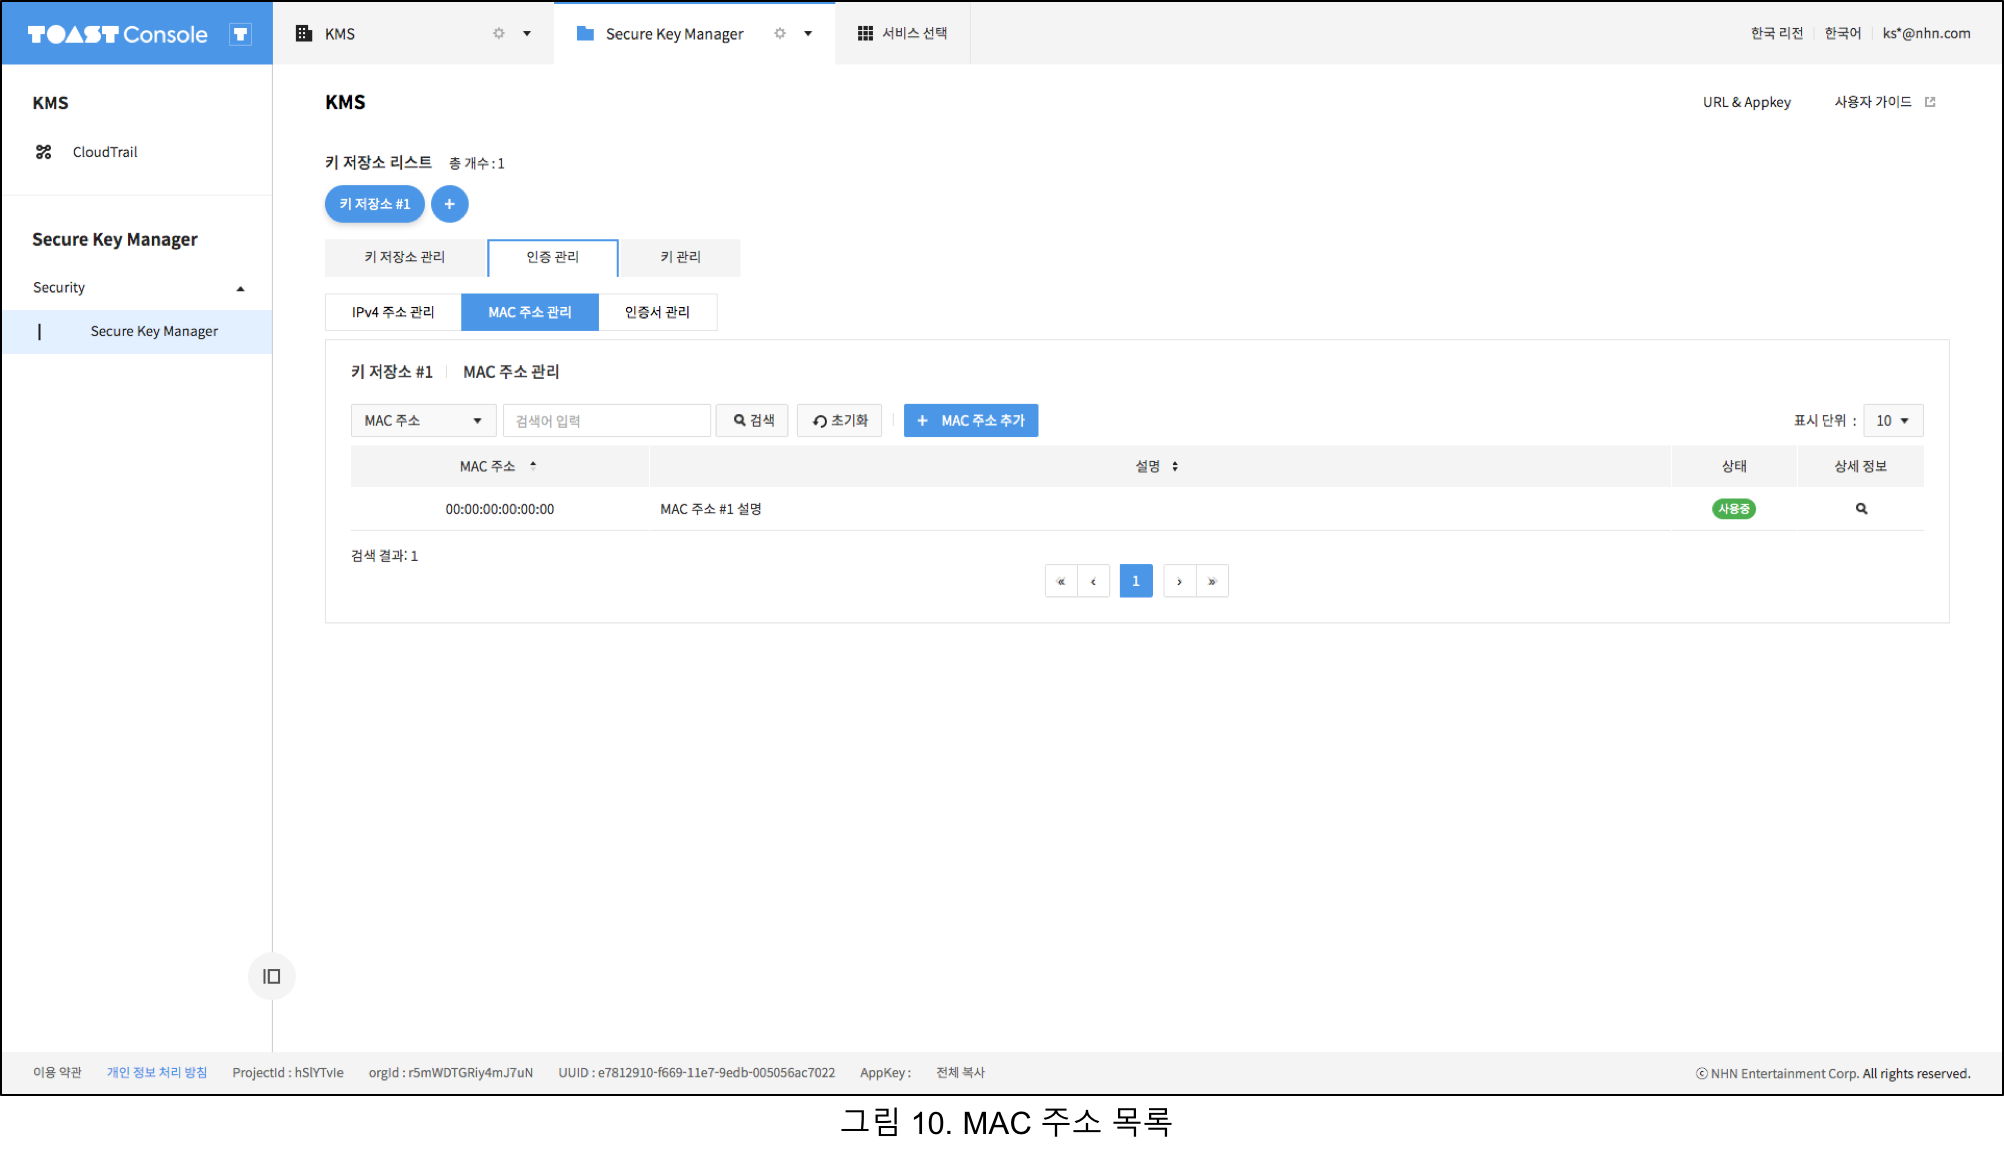 TOAST Console T
KMS
Secure Key Manager
서비스 선택
한국 리전
한국어
ks*@nhn.com
KMS
CloudTrail
Secure Key Manager
Security
Secure Key Manager
KMS
URL & Appkey
사용자 가이드
키 저장소 리스트 총 개수 : 1
키 저장소 #1 +
키 저장소 관리 인증 관리 키 관리
IPv4 주소 관리 MAC 주소 관리 인증서 관리
키 저장소 #1 MAC 주소 관리
MAC 주소 검색어 입력 검색 초기화 + MAC 주소 추가 표시 단위 : 10
MAC 주소 설명 상태 상세 정보
00:00:00:00:00:00 MAC 주소 #1 설명 사용중
검색 결과: 1
« ‹ 1 › »
이용 약관 개인 정보 처리 방침 ProjectId : hSlYTvIe orgId : r5mWDTGRiy4mJ7uN UUID : e7812910-f669-11e7-9edb-005056ac7022 AppKey : 전체 복사 ⓒ NHN Entertainment Corp. All rights reserved.
그림 10. MAC 주소 목록